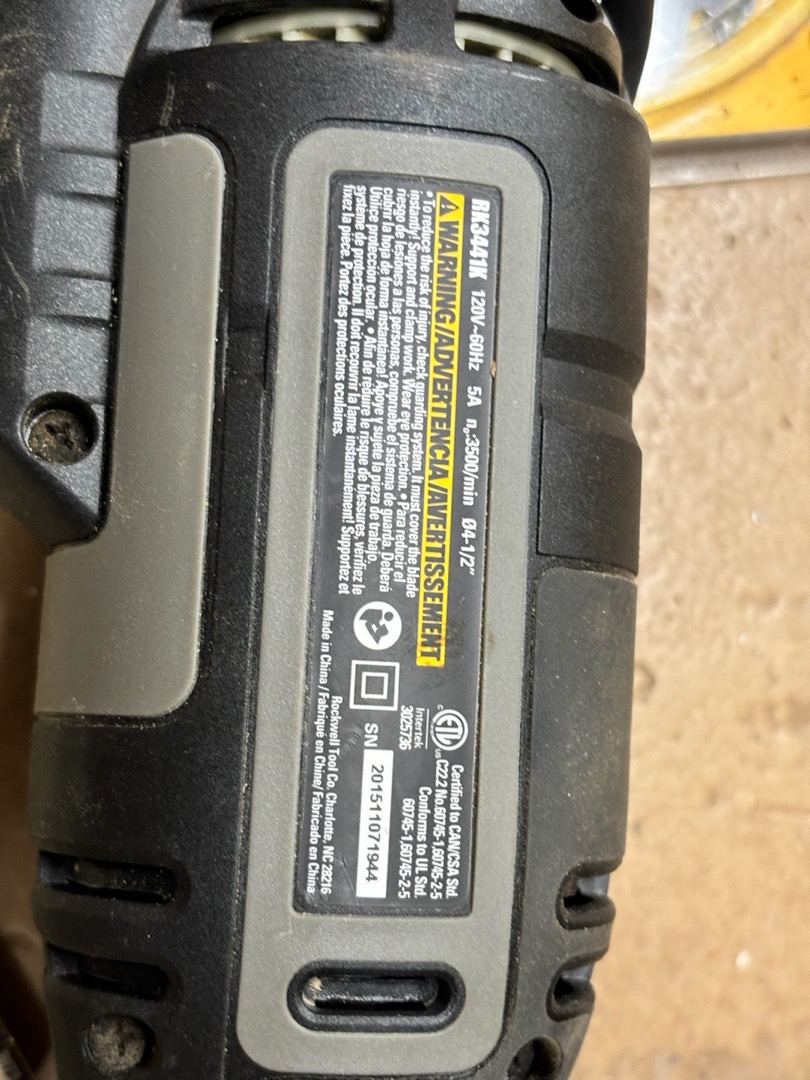 RK3441K 120V~60Hz 5A n₀:3500/min Ø4-1/2"
⚠ WARNING/ADVERTENCIA/AVERTISSEMENT
• To reduce the risk of injury, check guarding system. It must cover the blade
instantly! Support and clamp work. Wear eye protection. • Para reducir el
riesgo de lesiones a las personas, compruebe el sistema de guarda. Deberá
cubrir la hoja de forma instantánea! Apoye y sujete la pieza de trabajo.
Utilice protección ocular. • Afin de réduire le risque de blessures, vérifiez le
système de protection. Il doit recouvrir la lame instantanément! Supportez et
fixez la pièce. Portez des protections oculaires.
c ETL us
Intertek
3025736
Certified to CAN/CSA Std.
C22.2 No.60745-1,60745-2-5
Conforms to UL Std.
60745-1,60745-2-5
SN 201511071944
Rockwell Tool Co. Charlotte, NC 28216
Made in China / Fabriqué en Chine/ Fabricado en China